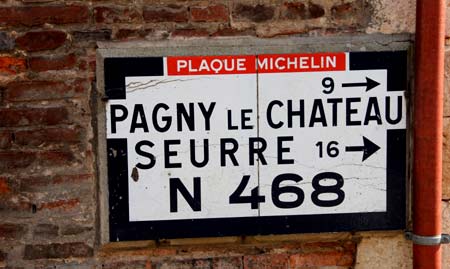 PLAQUE MICHELIN
9 →
PAGNY LE CHATEAU
SEURRE 16 →
N 468